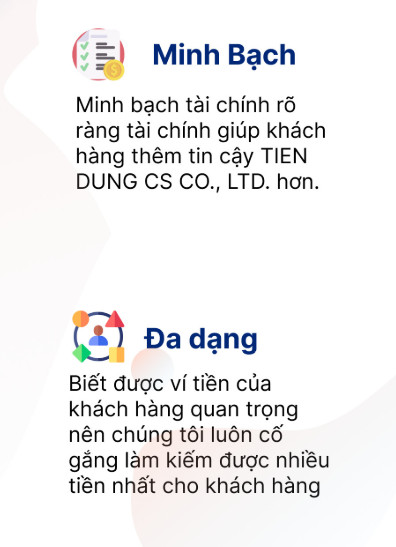 Minh Bạch
Minh bạch tài chính rõ
ràng tài chính giúp khách
hàng thêm tin cậy TIEN
DUNG CS CO., LTD. hơn.
Đa dạng
Biết được ví tiền của
khách hàng quan trọng
nên chúng tôi luôn cố
gắng làm kiếm được nhiều
tiền nhất cho khách hàng